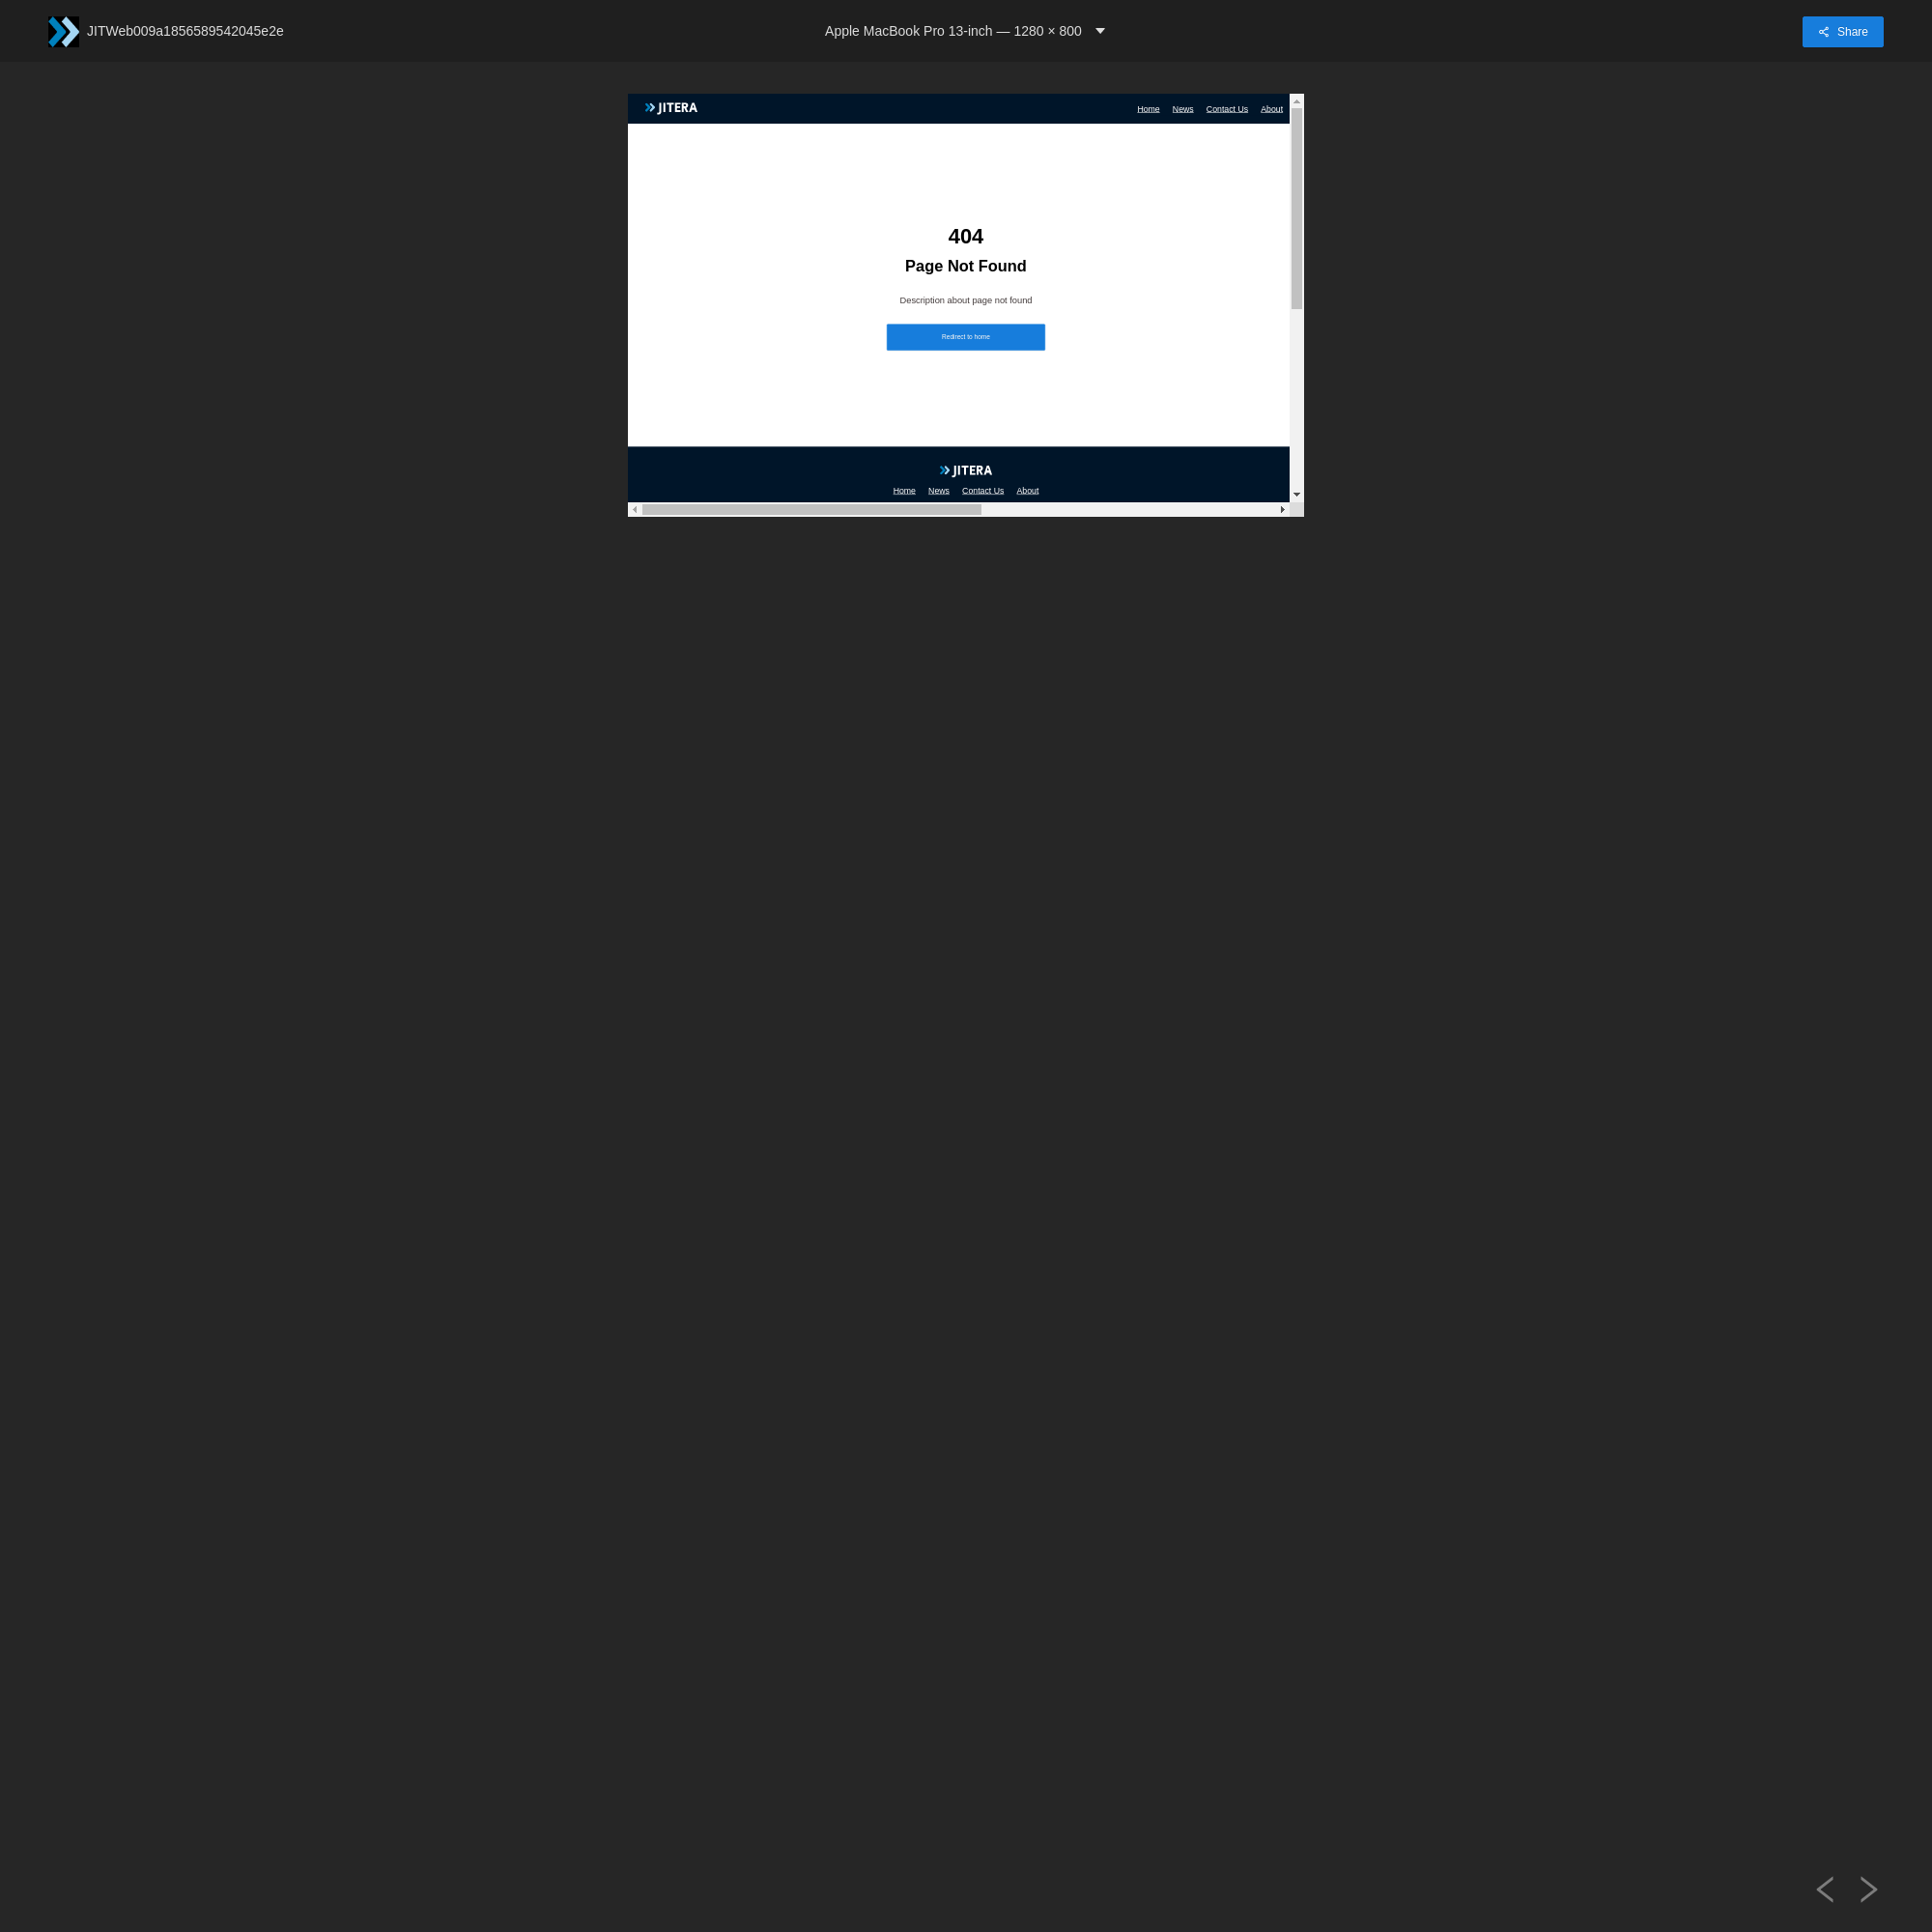 JITWeb009a1856589542045e2e
Apple MacBook Pro 13-inch — 1280 × 800
Share
JITERA
Home News Contact Us About
404
Page Not Found
Description about page not found
Redirect to home
JITERA
Home News Contact Us About